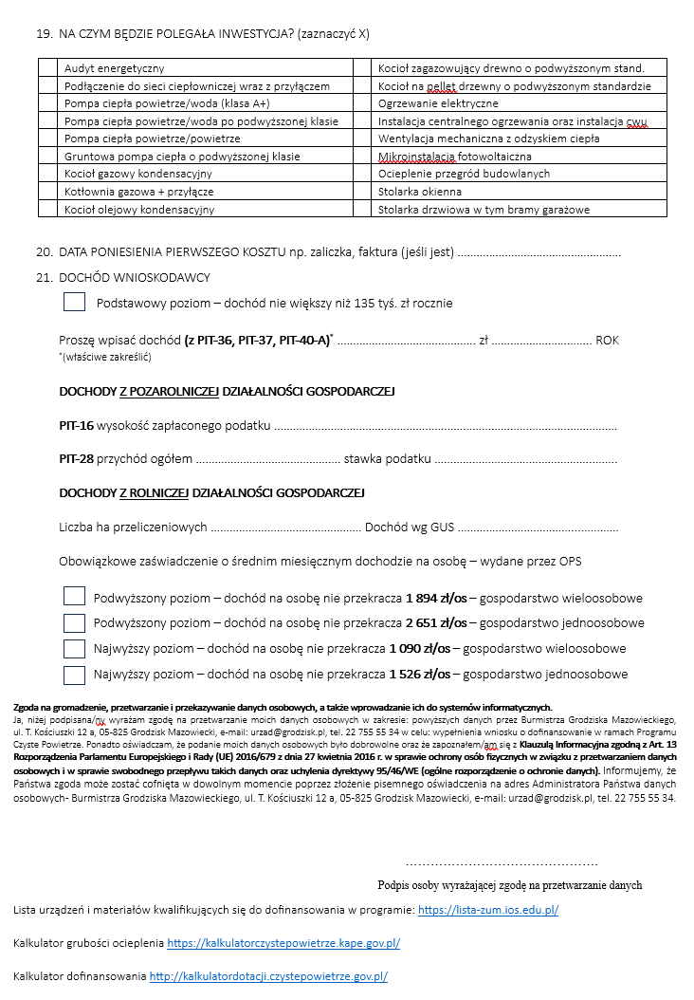 19. NA CZYM BĘDZIE POLEGAŁA INWESTYCJA? (zaznaczyć X)
Audyt energetyczny Kocioł zagazowujący drewno o podwyższonym stand.
Podłączenie do sieci ciepłowniczej wraz z przyłączem Kocioł na pellet drzewny o podwyższonym standardzie
Pompa ciepła powietrze/woda (klasa A+) Ogrzewanie elektryczne
Pompa ciepła powietrze/woda po podwyższonej klasie Instalacja centralnego ogrzewania oraz instalacja cwu
Pompa ciepła powietrze/powietrze Wentylacja mechaniczna z odzyskiem ciepła
Gruntowa pompa ciepła o podwyższonej klasie Mikroinstalacja fotowoltaiczna
Kocioł gazowy kondensacyjny Ocieplenie przegród budowlanych
Kotłownia gazowa + przyłącze Stolarka okienna
Kocioł olejowy kondensacyjny Stolarka drzwiowa w tym bramy garażowe
20. DATA PONIESIENIA PIERWSZEGO KOSZTU np. zaliczka, faktura (jeśli jest) ....................................................
21. DOCHÓD WNIOSKODAWCY
Podstawowy poziom – dochód nie większy niż 135 tyś. zł rocznie
Proszę wpisać dochód (z PIT-36, PIT-37, PIT-40-A)* ............................................ zł ................................ ROK
*(właściwe zakreślić)
DOCHODY Z POZAROLNICZEJ DZIAŁALNOŚCI GOSPODARCZEJ
PIT-16 wysokość zapłaconego podatku .............................................................................................................
PIT-28 przychód ogółem .............................................. stawka podatku ..........................................................
DOCHODY Z ROLNICZEJ DZIAŁALNOŚCI GOSPODARCZEJ
Liczba ha przeliczeniowych ................................................ Dochód wg GUS ...................................................
Obowiązkowe zaświadczenie o średnim miesięcznym dochodzie na osobę – wydane przez OPS
Podwyższony poziom – dochód na osobę nie przekracza 1 894 zł/os – gospodarstwo wieloosobowe
Podwyższony poziom – dochód na osobę nie przekracza 2 651 zł/os – gospodarstwo jednoosobowe
Najwyższy poziom – dochód na osobę nie przekracza 1 090 zł/os – gospodarstwo wieloosobowe
Najwyższy poziom – dochód na osobę nie przekracza 1 526 zł/os – gospodarstwo jednoosobowe
Zgoda na gromadzenie, przetwarzanie i przekazywanie danych osobowych, a także wprowadzanie ich do systemów informatycznych.
Ja, niżej podpisana/ny wyrażam zgodę na przetwarzanie moich danych osobowych w zakresie: powyższych danych przez Burmistrza Grodziska Mazowieckiego,
ul. T. Kościuszki 12 a, 05-825 Grodzisk Mazowiecki, e-mail: urzad@grodzisk.pl, tel. 22 755 55 34 w celu: wypełnienia wniosku o dofinansowanie w ramach Programu
Czyste Powietrze. Ponadto oświadczam, że podanie moich danych osobowych było dobrowolne oraz że zapoznałem/am się z Klauzulą Informacyjna zgodną z Art. 13
Rozporządzenia Parlamentu Europejskiego i Rady (UE) 2016/679 z dnia 27 kwietnia 2016 r. w sprawie ochrony osób fizycznych w związku z przetwarzaniem danych
osobowych i w sprawie swobodnego przepływu takich danych oraz uchylenia dyrektywy 95/46/WE (ogólne rozporządzenie o ochronie danych). Informujemy, że
Państwa zgoda może zostać cofnięta w dowolnym momencie poprzez złożenie pisemnego oświadczenia na adres Administratora Państwa danych
osobowych- Burmistrza Grodziska Mazowieckiego, ul. T. Kościuszki 12 a, 05-825 Grodzisk Mazowiecki, e-mail: urzad@grodzisk.pl, tel. 22 755 55 34.
..............................................
Podpis osoby wyrażającej zgodę na przetwarzanie danych
Lista urządzeń i materiałów kwalifikujących się do dofinansowania w programie: https://lista-zum.ios.edu.pl/
Kalkulator grubości ocieplenia https://kalkulatorczystepowietrze.kape.gov.pl/
Kalkulator dofinansowania http://kalkulatordotacji.czystepowietrze.gov.pl/